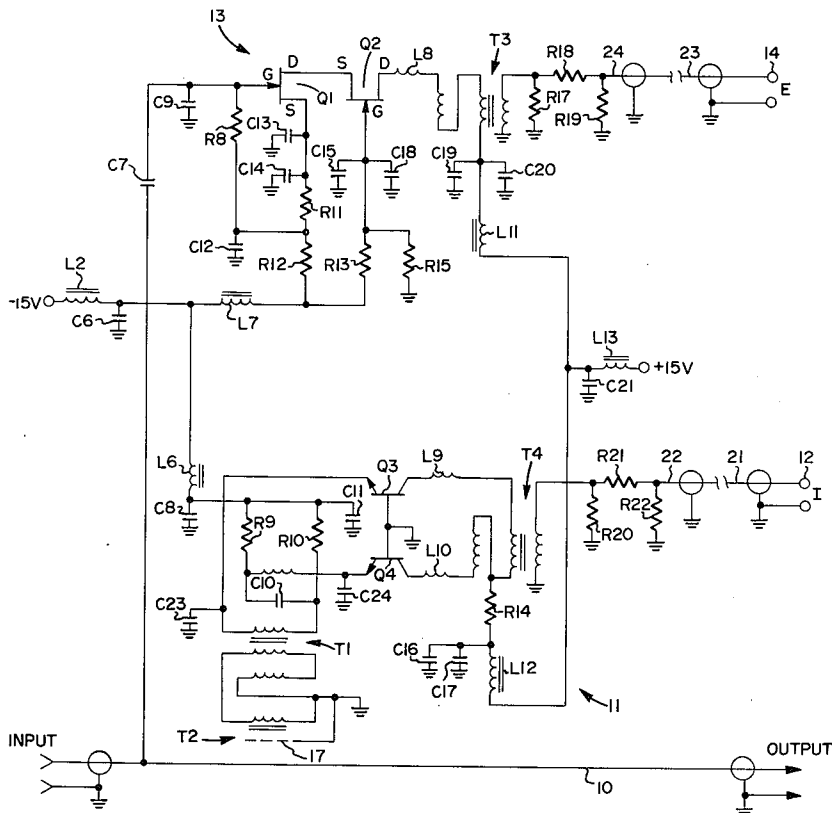 13
Q2
L8
T3
R18
24
23
14
D
S
D
G
S
Q1
G
E
C9
R8
C13
R17
R19
C7
C14
C15
C18
C19
C20
R11
L11
C12
R12
R13
R15
L2
-15V
C6
L7
L13
+15V
C21
L6
Q3
L9
T4
R21
22
21
12
I
C8
C11
R9
R10
R22
R20
Q4
L10
C10
C24
R14
C23
T1
C16
C17
L12
11
T2
17
INPUT
OUTPUT
10